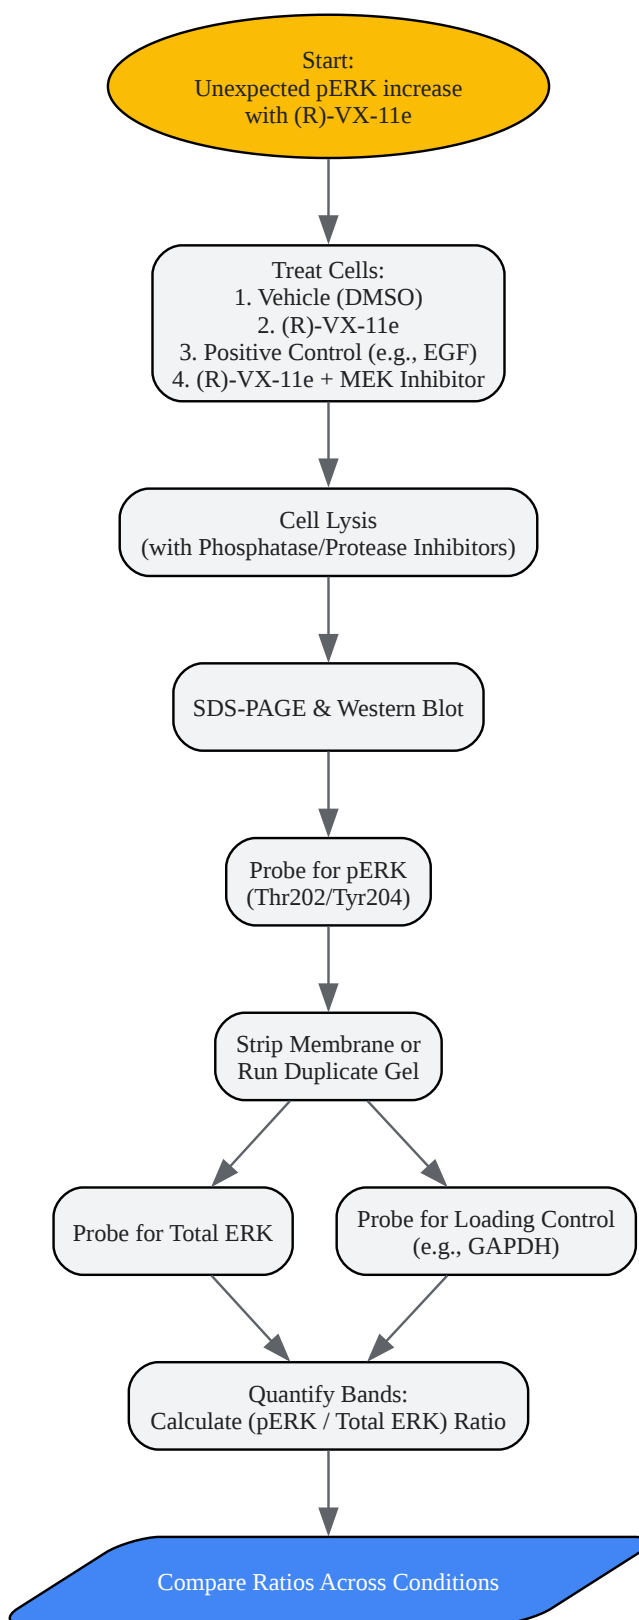 Start:
Unexpected pERK increase
with (R)-VX-11e
Treat Cells:
1. Vehicle (DMSO)
2. (R)-VX-11e
3. Positive Control (e.g., EGF)
4. (R)-VX-11e + MEK Inhibitor
Cell Lysis
(with Phosphatase/Protease Inhibitors)
SDS-PAGE & Western Blot
Probe for pERK
(Thr202/Tyr204)
Strip Membrane or
Run Duplicate Gel
Probe for Total ERK
Probe for Loading Control
(e.g., GAPDH)
Quantify Bands:
Calculate (pERK / Total ERK) Ratio
Compare Ratios Across Conditions